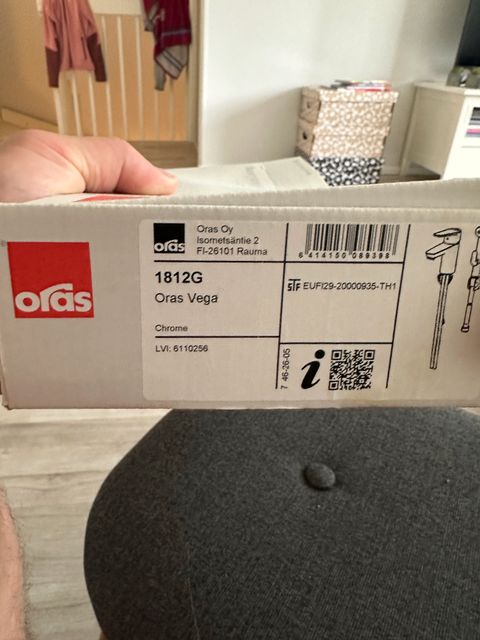 oras
oras
Oras Oy
Isometsäntie 2
FI-26101 Rauma
6 414150 089398
1812G
Oras Vega
STF EUFI29-20000935-TH1
Chrome
LVI: 6110256
7 46-26-05
i